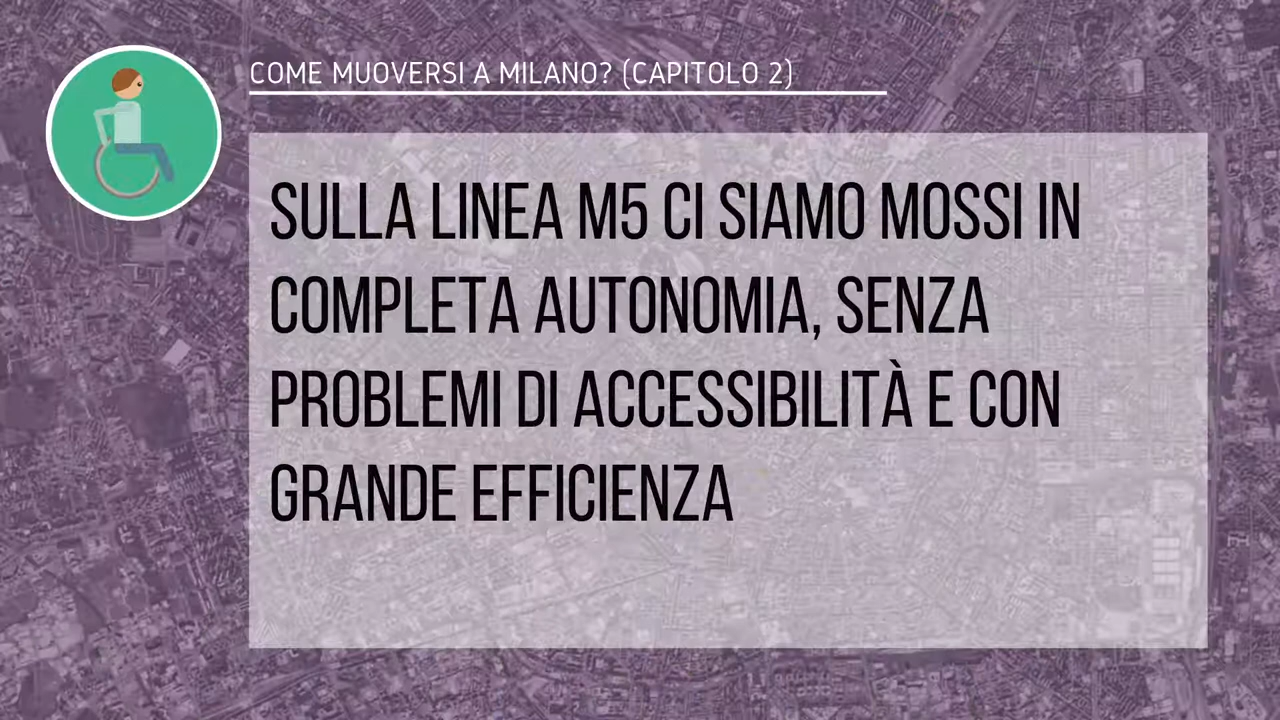 COME MUOVERSI A MILANO? (CAPITOLO 2)
SULLA LINEA M5 CI SIAMO MOSSI IN
COMPLETA AUTONOMIA, SENZA
PROBLEMI DI ACCESSIBILITÀ E CON
GRANDE EFFICIENZA